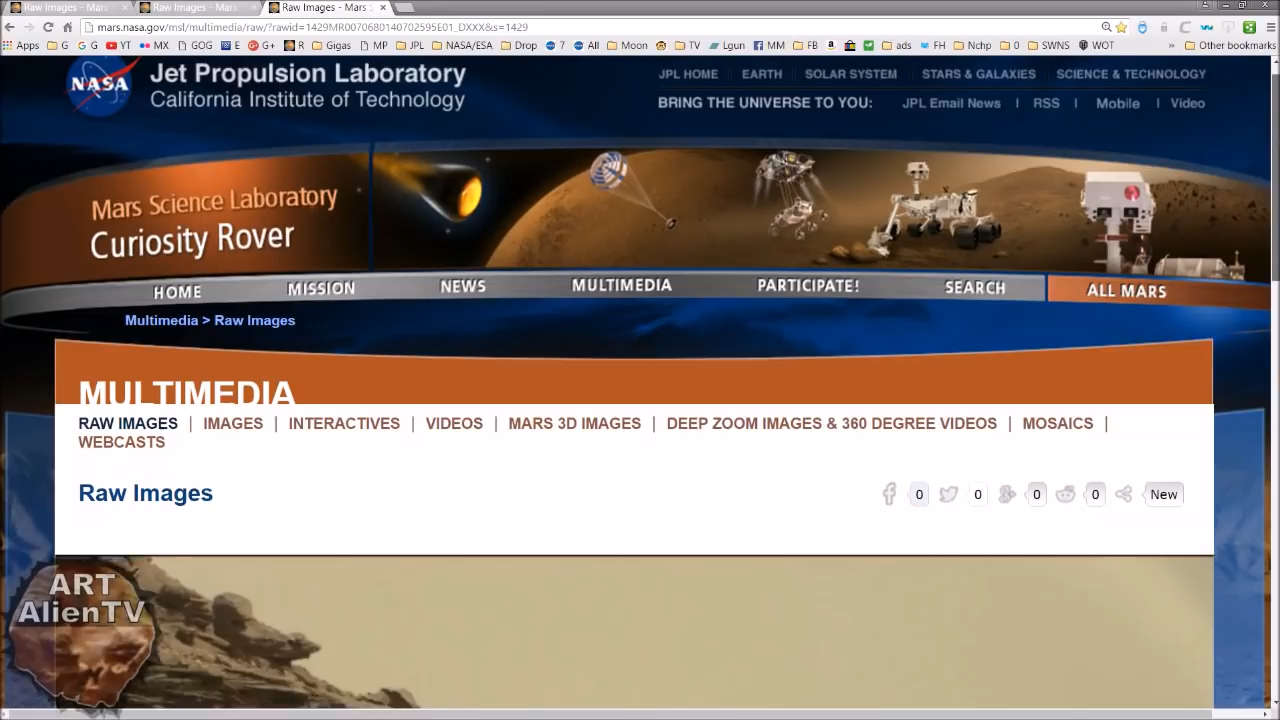 Raw Images - Mars
Raw Images - Mars
Raw Images - Mars
mars.nasa.gov/msl/multimedia/raw/?rawid=1429MR0070680140702595E01_DXXX&s=1429
Apps G G YT MX GOG E G+ R Gigas MP JPL NASA/ESA Drop 7 All Moon TV Lgun MM FB ads FH Nchp 0 SWNS WOT » Other bookmarks
NASA
Jet Propulsion Laboratory
California Institute of Technology
JPL HOME EARTH SOLAR SYSTEM STARS & GALAXIES SCIENCE & TECHNOLOGY
BRING THE UNIVERSE TO YOU: JPL Email News | RSS | Mobile | Video
Mars Science Laboratory
Curiosity Rover
HOME MISSION NEWS MULTIMEDIA PARTICIPATE! SEARCH ALL MARS
Multimedia > Raw Images
MULTIMEDIA
RAW IMAGES | IMAGES | INTERACTIVES | VIDEOS | MARS 3D IMAGES | DEEP ZOOM IMAGES & 360 DEGREE VIDEOS | MOSAICS |
WEBCASTS
Raw Images
0 0 0 0 New
ART
AlienTV